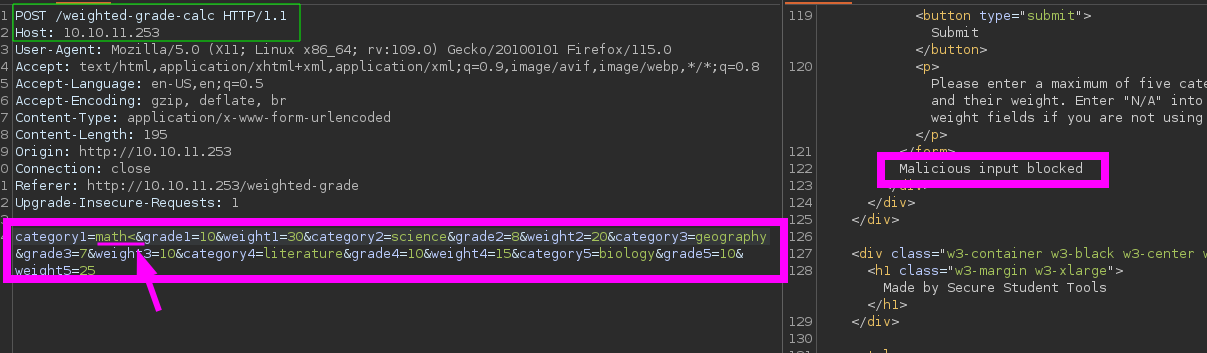 1 POST /weighted-grade-calc HTTP/1.1
2 Host: 10.10.11.253
3 User-Agent: Mozilla/5.0 (X11; Linux x86_64; rv:109.0) Gecko/20100101 Firefox/115.0
4 Accept: text/html,application/xhtml+xml,application/xml;q=0.9,image/avif,image/webp,*/*;q=0.8
5 Accept-Language: en-US,en;q=0.5
6 Accept-Encoding: gzip, deflate, br
7 Content-Type: application/x-www-form-urlencoded
8 Content-Length: 195
9 Origin: http://10.10.11.253
0 Connection: close
1 Referer: http://10.10.11.253/weighted-grade
2 Upgrade-Insecure-Requests: 1
3
category1=math<&grade1=10&weight1=30&category2=science&grade2=8&weight2=20&category3=geography
&grade3=7&weight3=10&category4=literature&grade4=10&weight4=15&category5=biology&grade5=10&
weight5=25
119 <button type="submit">
Submit
</button>
120 <p>
Please enter a maximum of five cate
and their weight. Enter "N/A" into
weight fields if you are not using
</p>
121 </form>
122 Malicious input blocked
123 </div>
124 </div>
125 </div>
126
127 <div class="w3-container w3-black w3-center w
128 <h1 class="w3-margin w3-xlarge">
Made by Secure Student Tools
</h1>
129 </div>
130